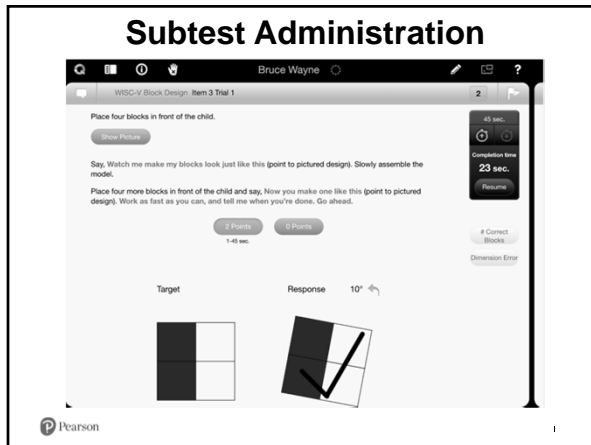 Subtest Administration
Bruce Wayne
?
WISC-V Block Design Item 3 Trial 1
2
Place four blocks in front of the child.
Show Picture
Say, Watch me make my blocks look just like this (point to pictured design). Slowly assemble the
model.
Place four more blocks in front of the child and say, Now you make one like this (point to pictured
design). Work as fast as you can, and tell me when you're done. Go ahead.
2 Points
0 Points
1-45 sec.
45 sec.
Completion time
23 sec.
Resume
# Correct
Blocks
Dimension Error
Target
Response
10°
Pearson